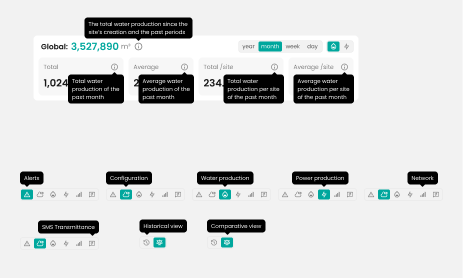 The total water production since the
site's creation and the past periods
Global: 3,527,890 m³
year month week day
Total
Average
Total /site
Average /site
1,024
2
234.
Total water
production of the
past month
Average water
production of the
past month
Total water
production per site
of the past month
Average water
production per site
of the past month
Alerts
Configuration
Water production
Power production
Network
SMS Transmittance
Historical view
Comparative view